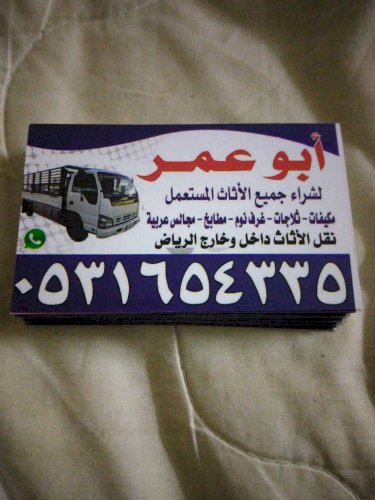 أبو عمر
لشراء جميع الأثاث المستعمل
مكيفات - ثلاجات - غرف نوم - مطابخ - مجالس عربية
نقل الأثاث داخل وخارج الرياض
٠٥٣١٦٥٤٣٣٥